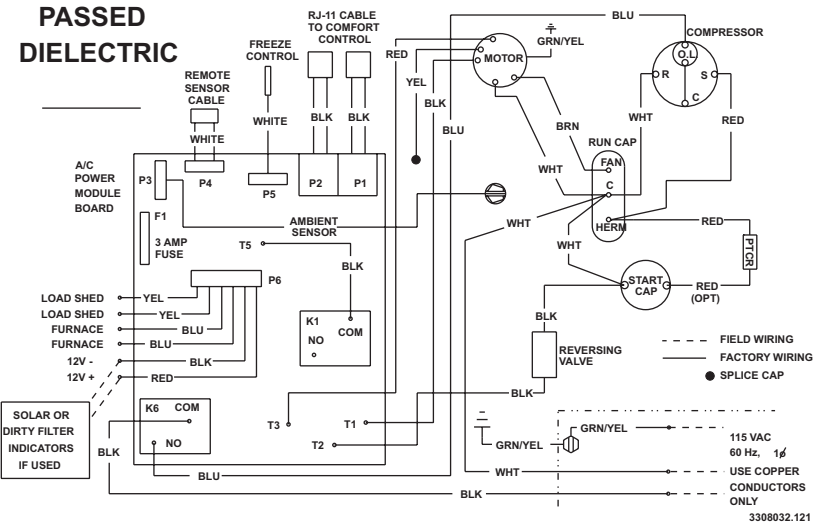 PASSED
DIELECTRIC
RJ-11 CABLE
TO COMFORT
CONTROL
FREEZE
CONTROL
REMOTE
SENSOR
CABLE
WHITE
WHITE
BLK
BLK
RED
YEL
BLK
BLU
BLU
GRN/YEL
MOTOR
COMPRESSOR
O.L
R
S
C
WHT
RED
BRN
RUN CAP
FAN
C
HERM
WHT
WHT
WHT
RED
PTCR
START
CAP
RED
(OPT)
A/C
POWER
MODULE
BOARD
P3
P4
P5
P2
P1
F1
3 AMP
FUSE
AMBIENT
SENSOR
T5
BLK
P6
LOAD SHED
YEL
LOAD SHED
YEL
FURNACE
BLU
FURNACE
BLU
12V -
BLK
12V +
RED
K1
COM
NO
BLK
REVERSING
VALVE
BLK
FIELD WIRING
FACTORY WIRING
SPLICE CAP
SOLAR OR
DIRTY FILTER
INDICATORS
IF USED
K6 COM
NO
BLK
T3
T1
T2
GRN/YEL
GRN/YEL
115 VAC
60 Hz, 1ø
BLU
WHT
USE COPPER
CONDUCTORS
ONLY
BLK
3308032.121